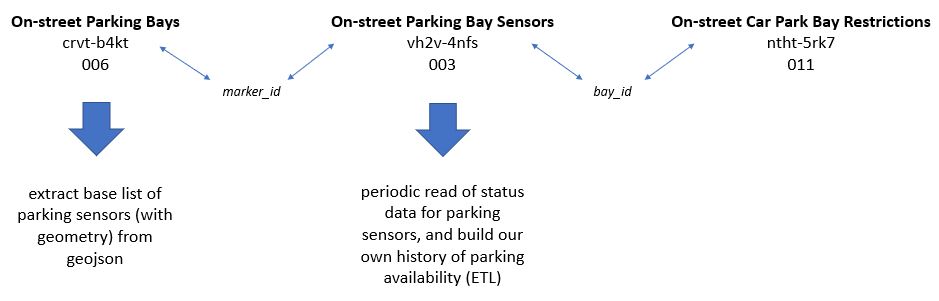 On-street Parking Bays
crvt-b4kt
006
On-street Parking Bay Sensors
vh2v-4nfs
003
On-street Car Park Bay Restrictions
ntht-5rk7
011
marker_id
bay_id
extract base list of
parking sensors (with
geometry) from
geojson
periodic read of status
data for parking
sensors, and build our
own history of parking
availability (ETL)